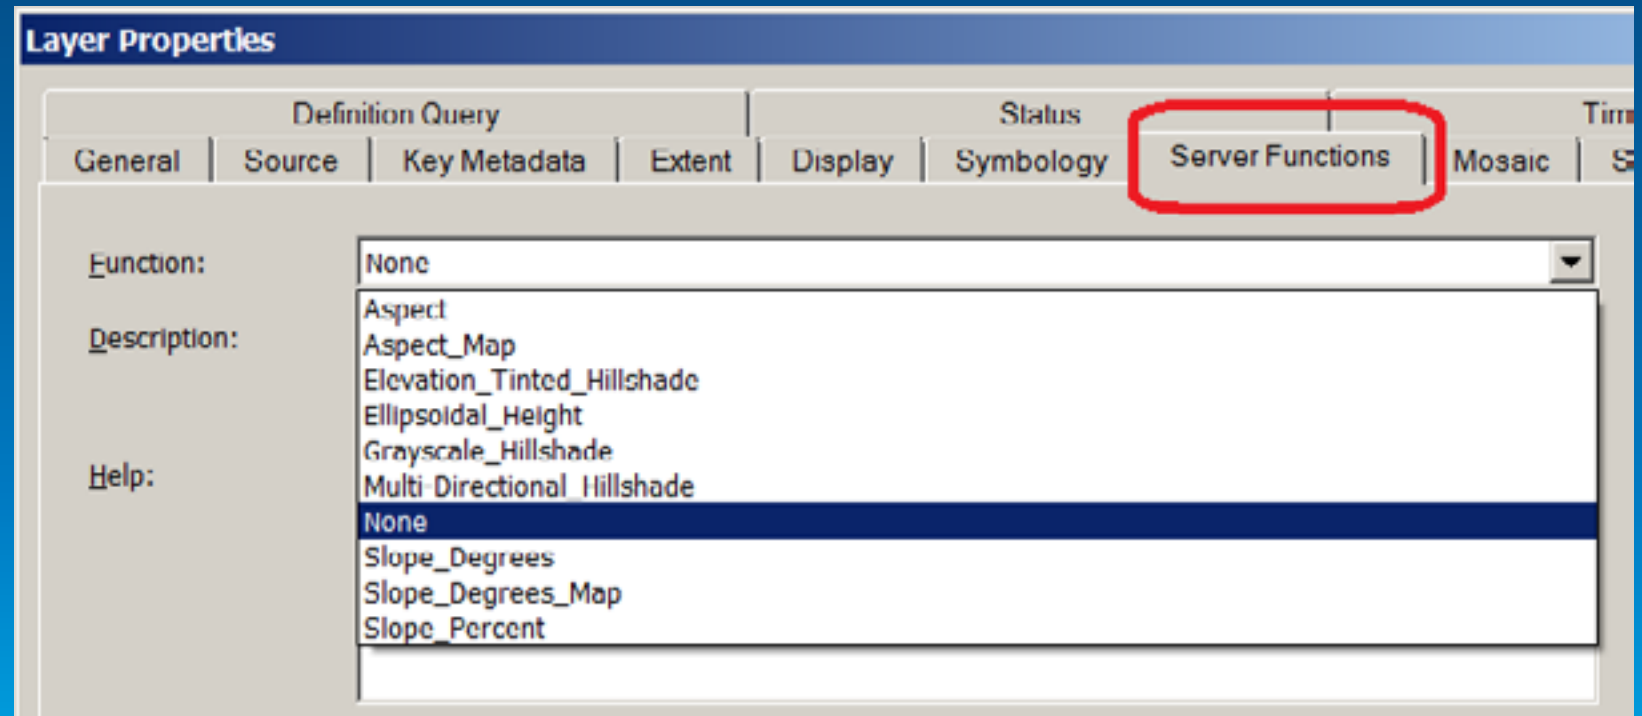 Layer Properties
Definition Query Status
General Source Key Metadata Extent Display Symbology Server Functions Mosaic
Function: None
Aspect
Description:
Aspect_Map
Elevation_Tinted_Hillshade
Ellipsoidal_Height
Grayscale_Hillshade
Help:
Multi-Directional_Hillshade
None
Slope_Degrees
Slope_Degrees_Map
Slope_Percent